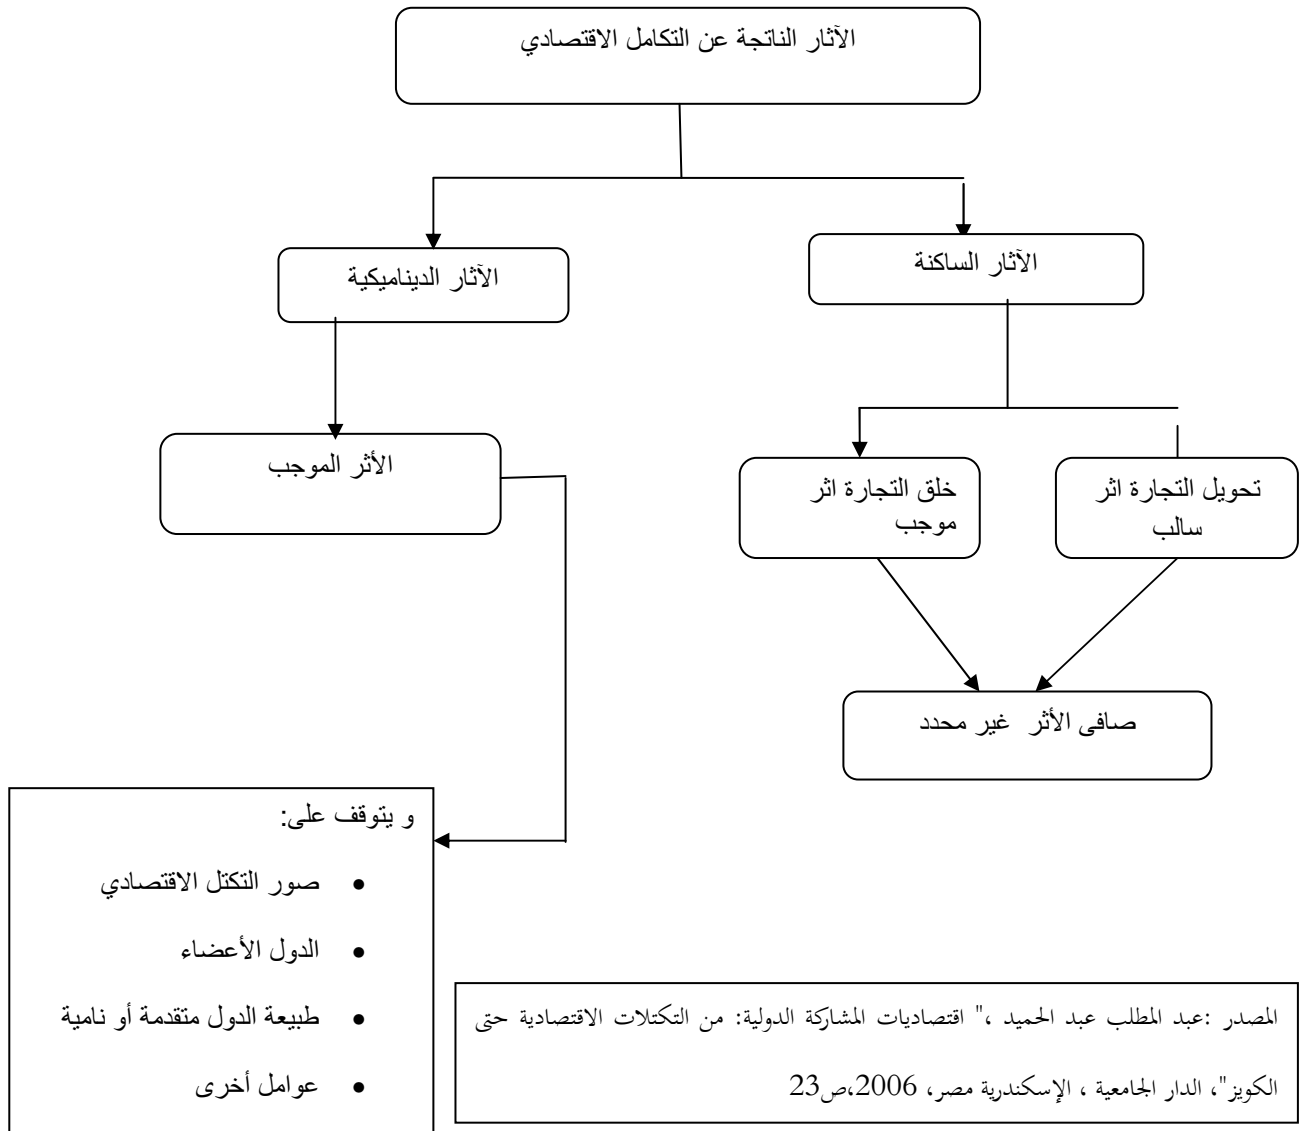 الآثار الناتجة عن التكامل الاقتصادي
الآثار الساكنة
الآثار الديناميكية
تحويل التجارة اثر
سالب
خلق التجارة اثر
موجب
الأثر الموجب
صافى الأثر غير محدد
و يتوقف على:
• صور التكتل الاقتصادي
• الدول الأعضاء
• طبيعة الدول متقدمة أو نامية
• عوامل أخرى
المصدر :عبد المطلب عبد الحميد ،" اقتصاديات المشاركة الدولية: من التكتلات الاقتصادية حتى
الكويز"، الدار الجامعية ، الإسكندرية مصر، 2006،ص23